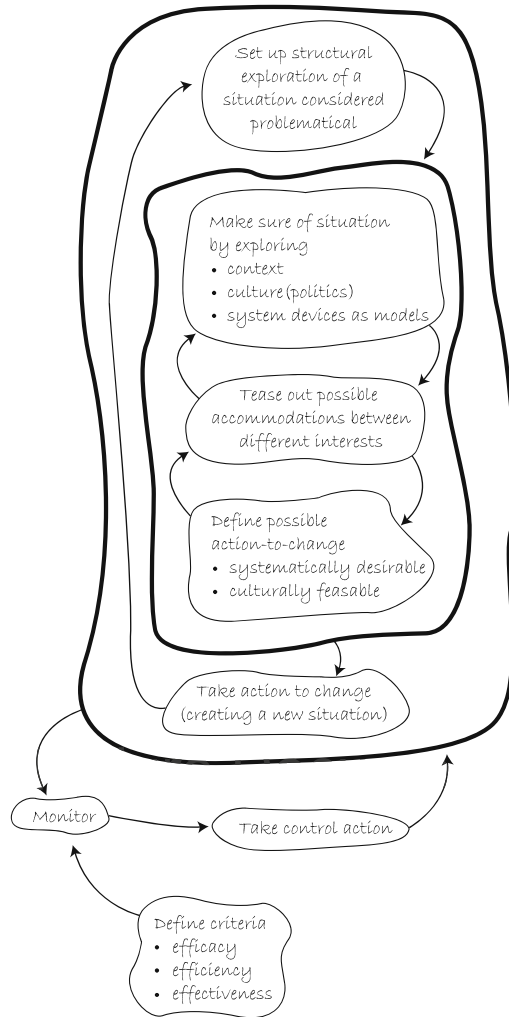 Set up structural
exploration of a
situation considered
problematical
Make sure of situation
by exploring
• context
• culture(politics)
• system devices as models
Tease out possible
accommodations between
different interests
Define possible
action-to-change
• systematically desirable
• culturally feasable
Take action to change
(creating a new situation)
Monitor
Take control action
Define criteria
• efficacy
• efficiency
• effectiveness